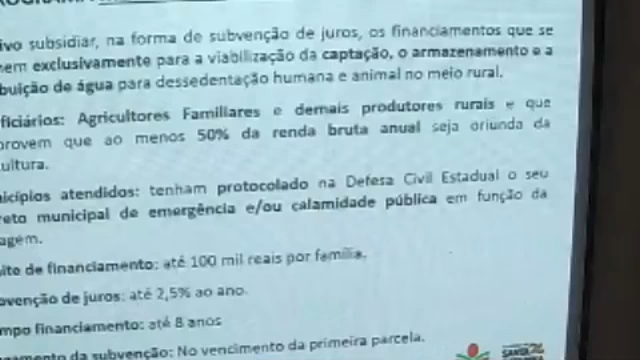 ivo subsidiar, na forma de subvenção de juros, os financiamentos que se
em exclusivamente para a viabilização da captação, o armazenamento e a
buição de água para dessedentação humana e animal no meio rural.
ficiários: Agricultores Familiares e demais produtores rurais e que
provem que ao menos 50% da renda bruta anual seja oriunda da
ultura.
icípios atendidos: tenham protocolado na Defesa Civil Estadual o seu
reto municipal de emergência e/ou calamidade pública em função da
agem.
ite de financiamento: até 100 mil reais por família.
bvenção de juros: até 2,5% ao ano.
mpo financiamento: até 8 anos
amento da subvenção: No vencimento da primeira parcela.